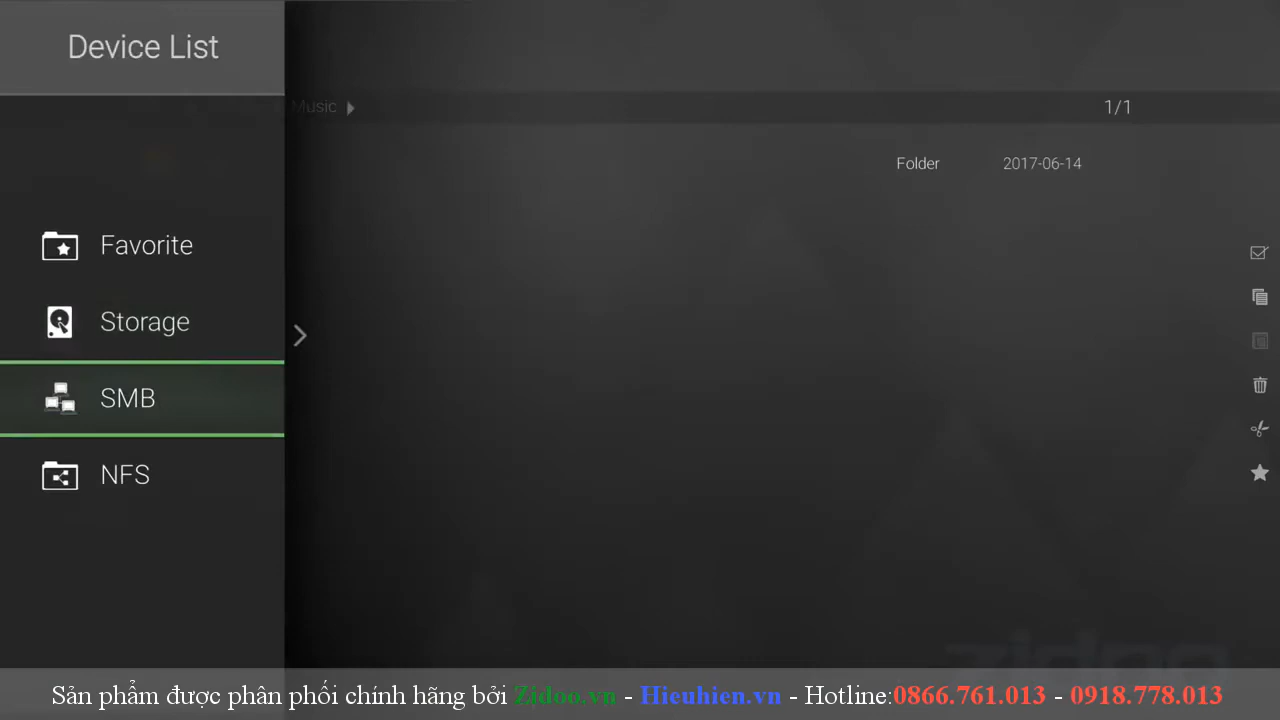 Device List
Music
1/1
Folder 2017-06-14
Favorite
Storage
SMB
NFS
zidoo
Sản phẩm được phân phối chính hãng bởi Zidoo.vn - Hieuhien.vn - Hotline:0866.761.013 - 0918.778.013